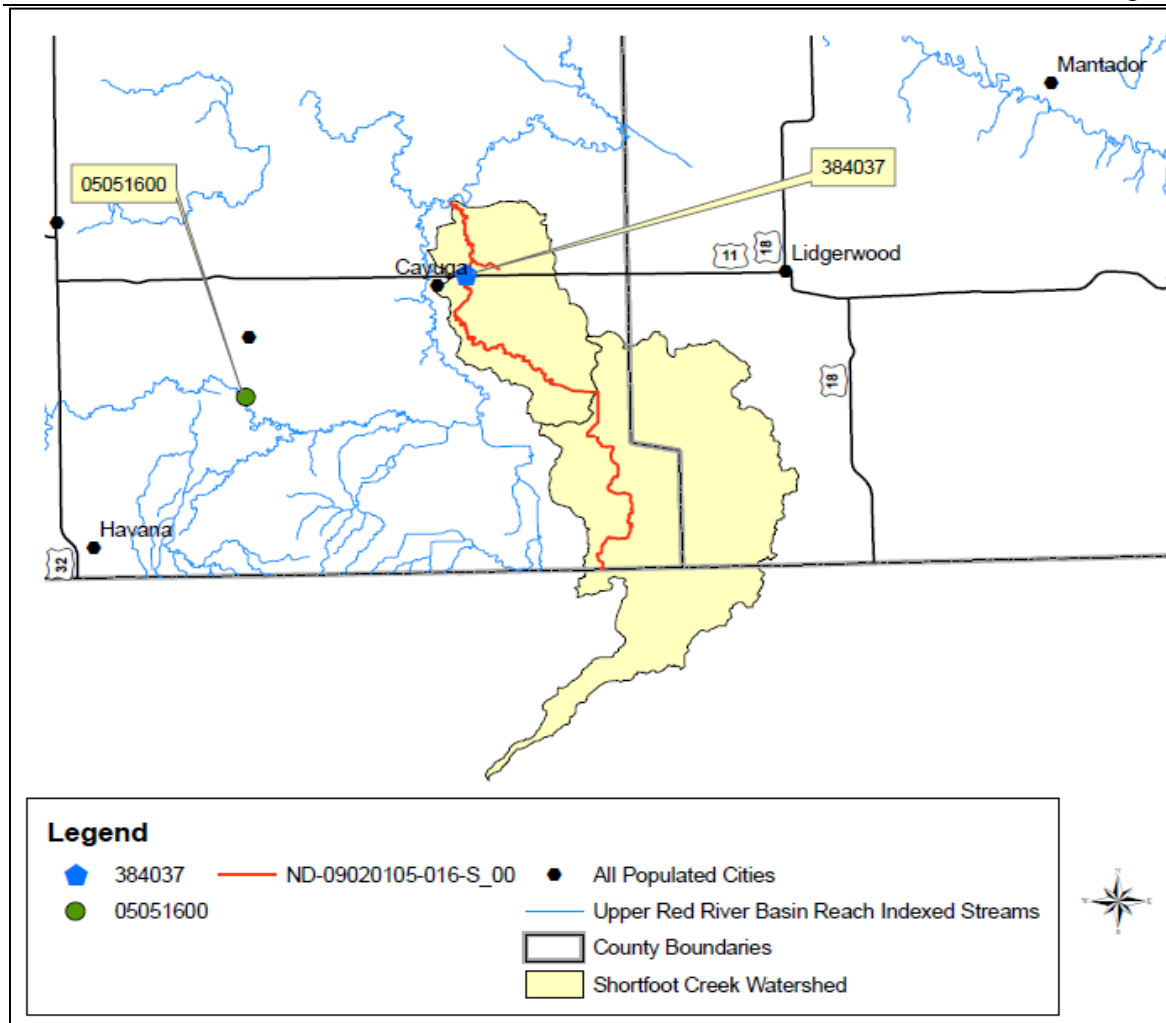 Mantador
05051600
384037
11
18
Lidgerwood
Cayuga
18
Havana
32
Legend
384037 ND-09020105-016-S_00 All Populated Cities
05051600 Upper Red River Basin Reach Indexed Streams
County Boundaries
Shortfoot Creek Watershed